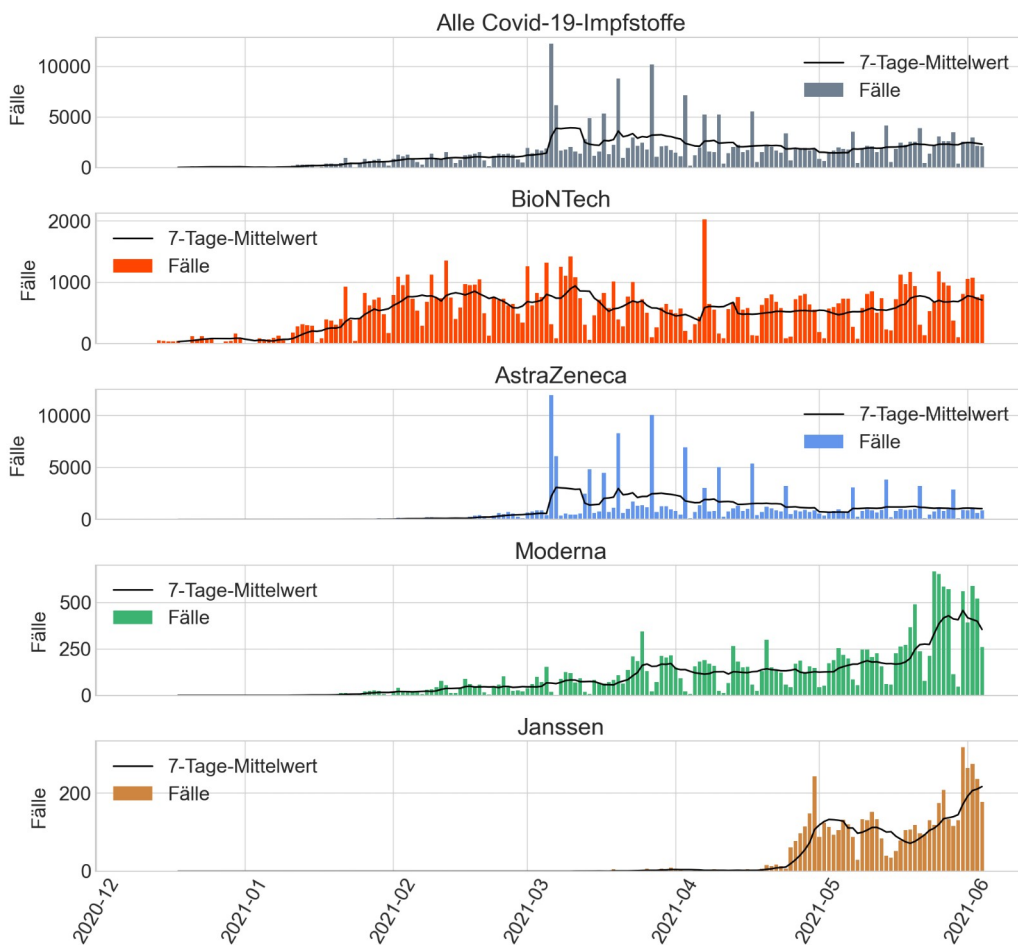 Alle Covid-19-Impfstoffe
10000
5000
0
Fälle
7-Tage-Mittelwert
Fälle
BioNTech
2000
1000
0
Fälle
7-Tage-Mittelwert
Fälle
AstraZeneca
10000
5000
0
Fälle
7-Tage-Mittelwert
Fälle
Moderna
500
250
0
Fälle
7-Tage-Mittelwert
Fälle
Janssen
200
0
Fälle
7-Tage-Mittelwert
Fälle
2020-12
2021-01
2021-02
2021-03
2021-04
2021-05
2021-06